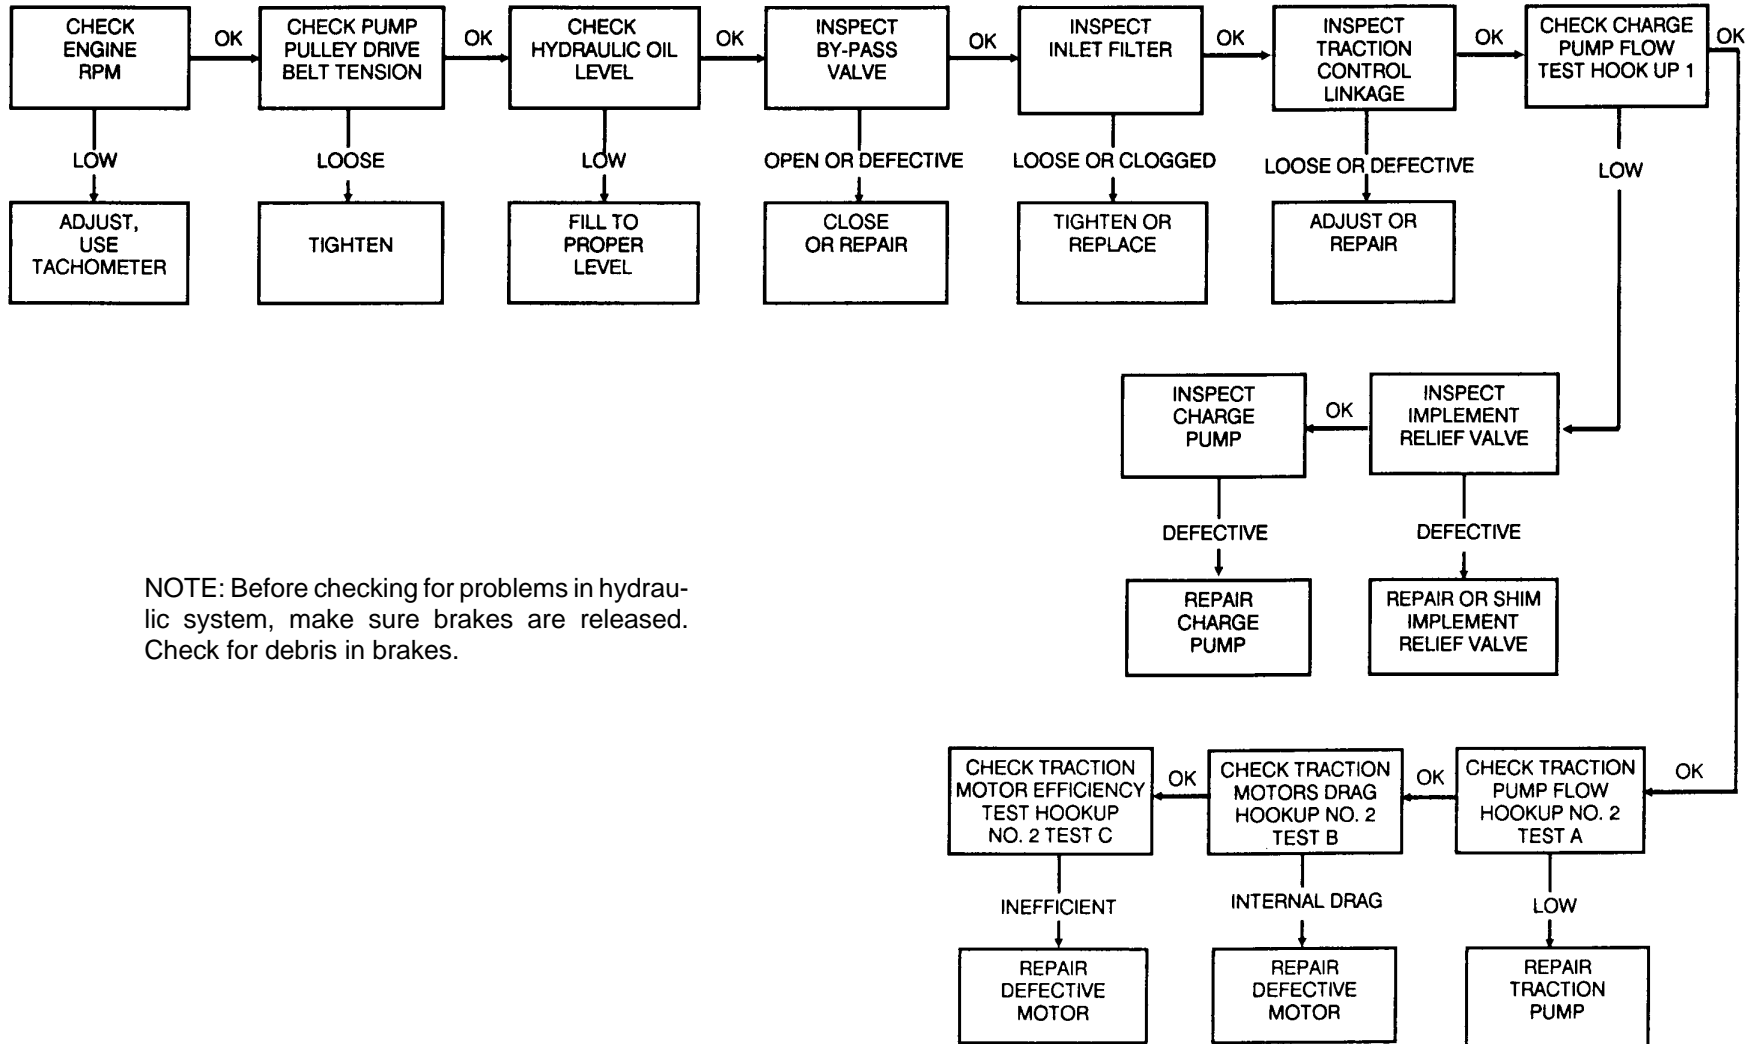 CHECK
ENGINE
RPM
OK
CHECK PUMP
PULLEY DRIVE
BELT TENSION
OK
CHECK
HYDRAULIC OIL
LEVEL
OK
INSPECT
BY-PASS
VALVE
OK
INSPECT
INLET FILTER
OK
INSPECT
TRACTION
CONTROL
LINKAGE
OK
CHECK CHARGE
PUMP FLOW
TEST HOOK UP 1
OK
LOW
LOOSE
LOW
OPEN OR DEFECTIVE
LOOSE OR CLOGGED
LOOSE OR DEFECTIVE
LOW
ADJUST,
USE
TACHOMETER
TIGHTEN
FILL TO
PROPER
LEVEL
CLOSE
OR REPAIR
TIGHTEN OR
REPLACE
ADJUST OR
REPAIR
INSPECT
CHARGE
PUMP
OK
INSPECT
IMPLEMENT
RELIEF VALVE
DEFECTIVE
DEFECTIVE
REPAIR
CHARGE
PUMP
REPAIR OR SHIM
IMPLEMENT
RELIEF VALVE
NOTE: Before checking for problems in hydrau-
lic system, make sure brakes are released.
Check for debris in brakes.
CHECK TRACTION
MOTOR EFFICIENCY
TEST HOOKUP
NO. 2 TEST C
OK
CHECK TRACTION
MOTORS DRAG
HOOKUP NO. 2
TEST B
OK
CHECK TRACTION
PUMP FLOW
HOOKUP NO. 2
TEST A
OK
INEFFICIENT
INTERNAL DRAG
LOW
REPAIR
DEFECTIVE
MOTOR
REPAIR
DEFECTIVE
MOTOR
REPAIR
TRACTION
PUMP